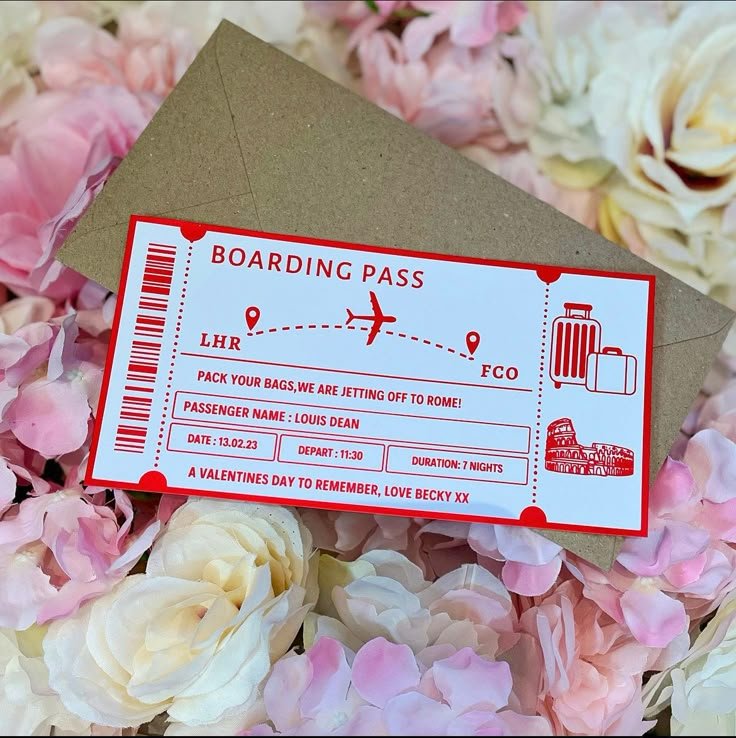 BOARDING PASS
LHR
FCO
PACK YOUR BAGS,WE ARE JETTING OFF TO ROME!
PASSENGER NAME : LOUIS DEAN
DATE : 13.02.23
DEPART : 11:30
DURATION: 7 NIGHTS
A VALENTINES DAY TO REMEMBER, LOVE BECKY XX